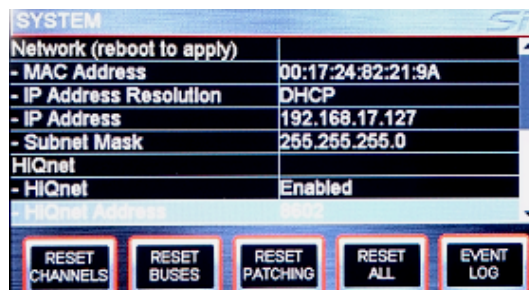 SYSTEM
Network (reboot to apply)
- MAC Address 00:17:24:82:21:9A
- IP Address Resolution DHCP
- IP Address 192.168.17.127
- Subnet Mask 255.255.255.0
HiQnet
- HiQnet Enabled
- HiQnet Address
RESET CHANNELS
RESET BUSES
RESET PATCHING
RESET ALL
EVENT LOG